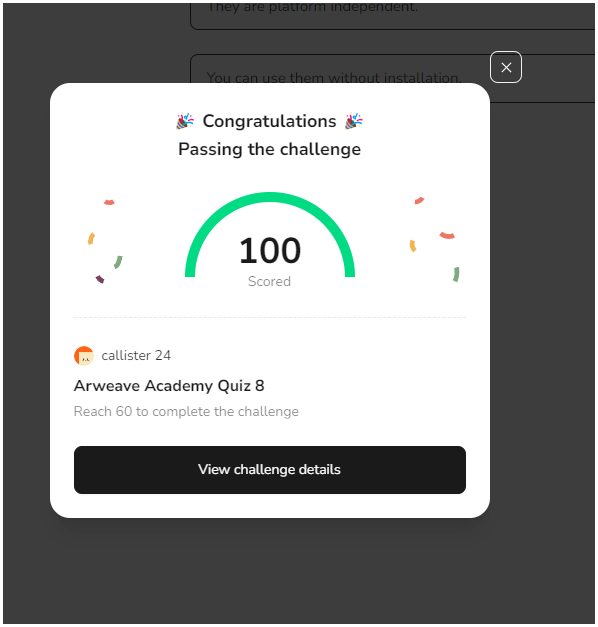 They are platform independent.
You can use them without installation.
Congratulations
Passing the challenge
100
Scored
callister 24
Arweave Academy Quiz 8
Reach 60 to complete the challenge
View challenge details